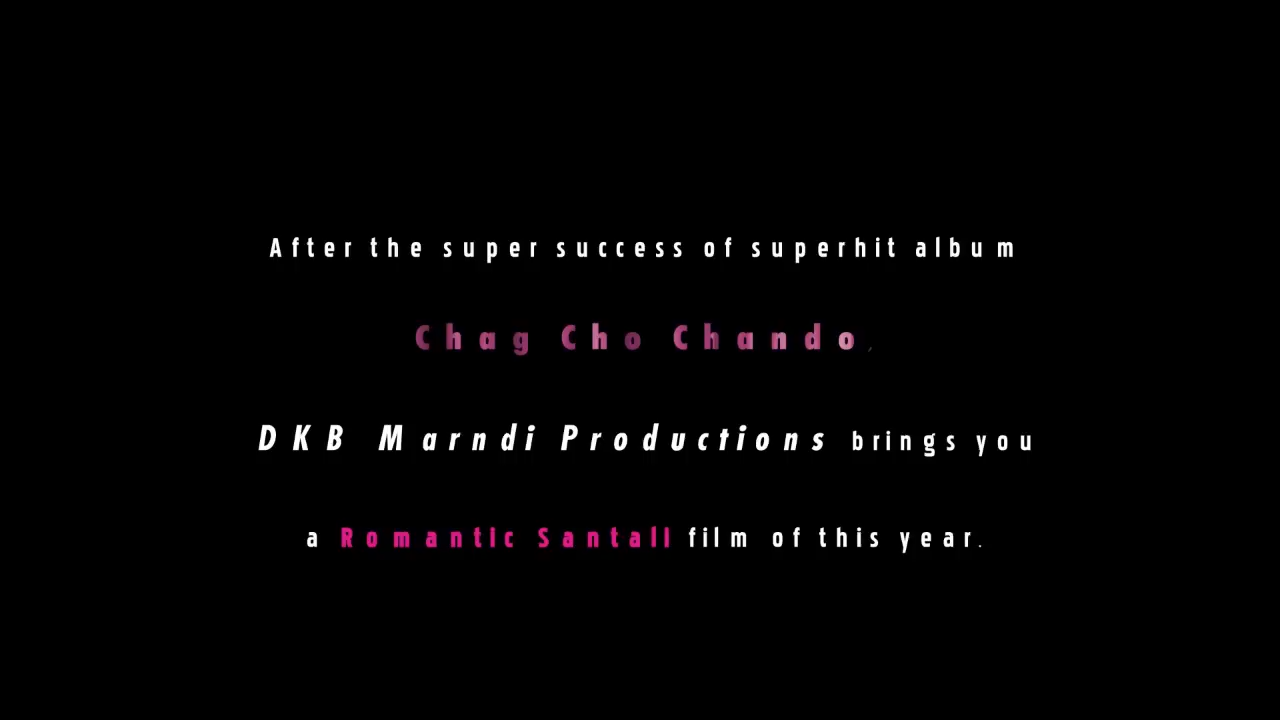 After the super success of superhit album
Chag Cho Chando,
DKB Marndi Productions brings you
a Romantic Santali film of this year.